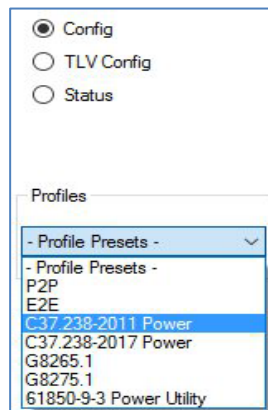 Config
TLV Config
Status
Profiles
- Profile Presets -
- Profile Presets -
P2P
E2E
C37.238-2011 Power
C37.238-2017 Power
G8265.1
G8275.1
61850-9-3 Power Utility